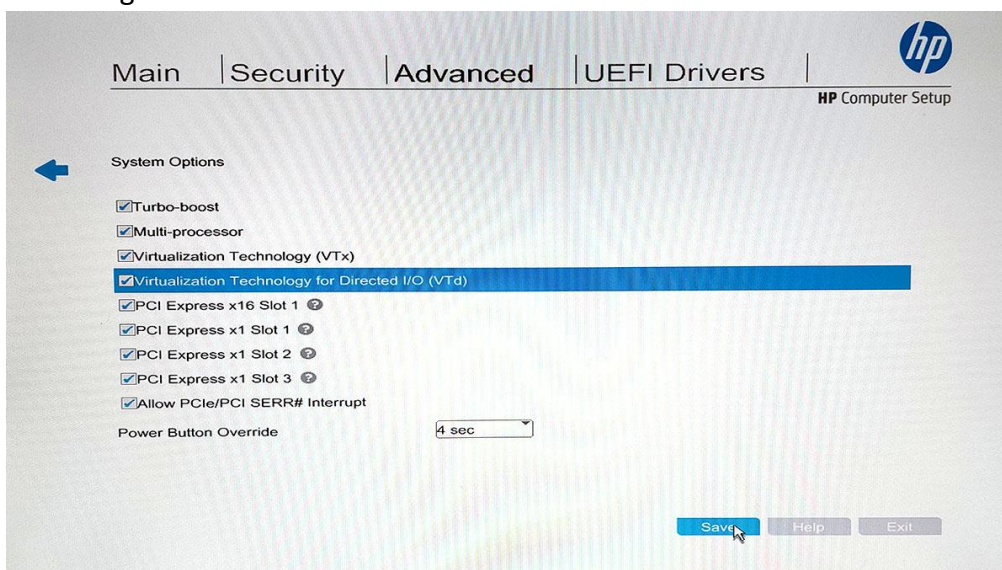 hp
Main Security Advanced UEFI Drivers
HP Computer Setup
System Options
Turbo-boost
Multi-processor
Virtualization Technology (VTx)
Virtualization Technology for Directed I/O (VTd)
PCI Express x16 Slot 1 ?
PCI Express x1 Slot 1 ?
PCI Express x1 Slot 2 ?
PCI Express x1 Slot 3 ?
Allow PCIe/PCI SERR# Interrupt
Power Button Override 4 sec
Save Help Exit